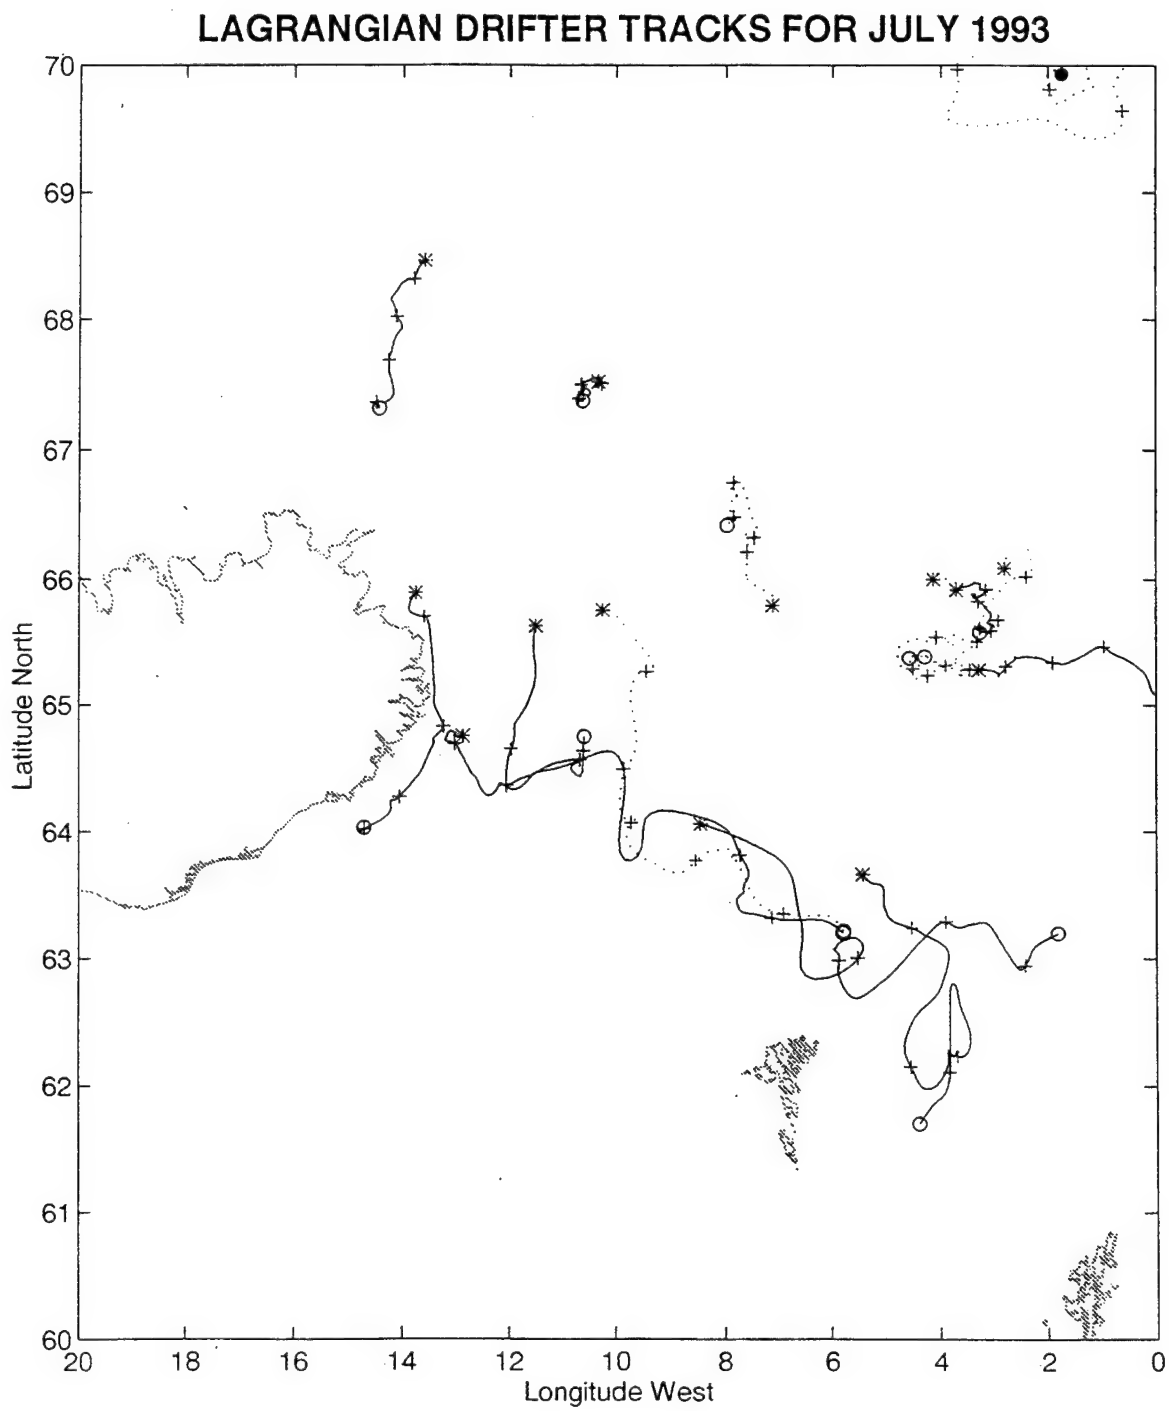 LAGRANGIAN DRIFTER TRACKS FOR JULY 1993
70
69
68
67
66
65
64
63
62
61
60
Latitude North
20 18 16 14 12 10 8 6 4 2 0
Longitude West